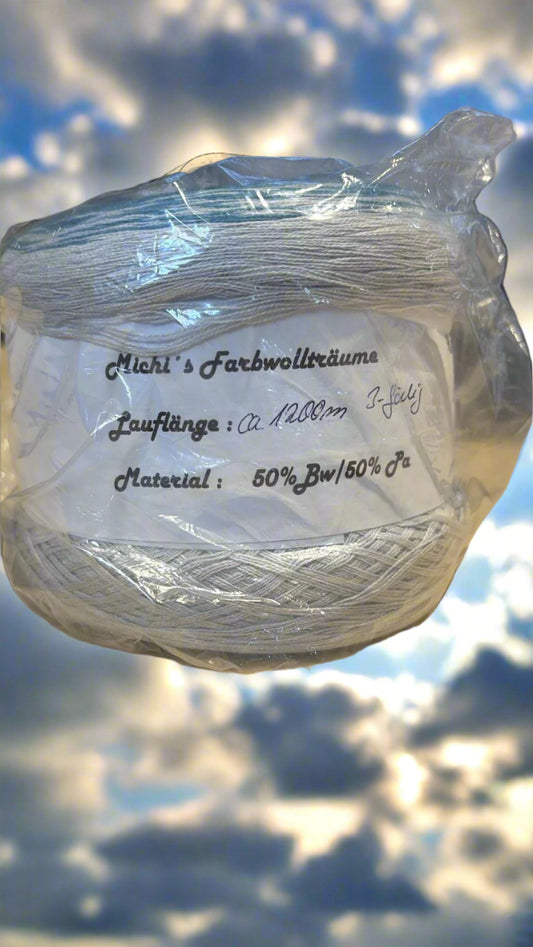 Michi´s Farbwollträume
Lauflänge : ca. 1200m 3-fädig
Material : 50%Bw/50% Pa